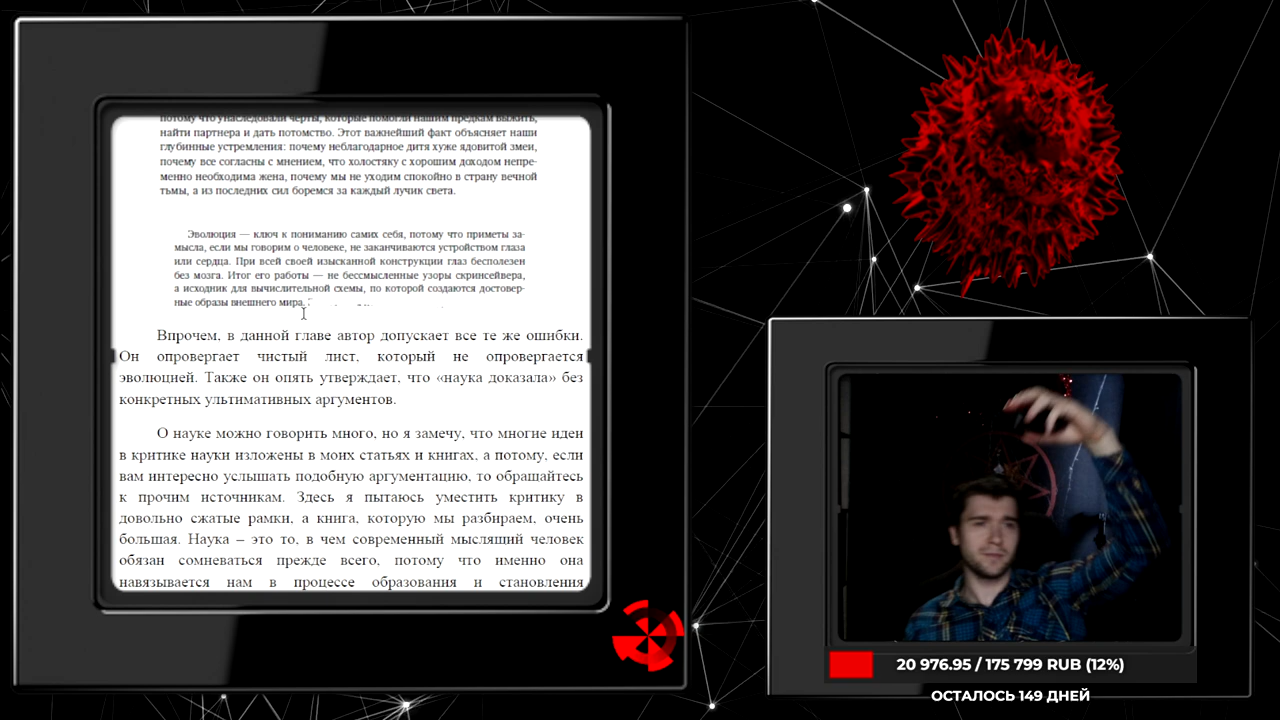 потому что унаследовали черты, которые помогли нашим предкам выжить,
найти партнера и дать потомство. Этот важнейший факт объясняет наши
глубинные устремления: почему неблагодарное дитя хуже ядовитой змеи,
почему все согласны с мнением, что холостяку с хорошим доходом непре-
менно необходима жена, почему мы не уходим спокойно в страну вечной
тьмы, а из последних сил боремся за каждый лучик света.
Эволюция — ключ к пониманию самих себя, потому что приметы за-
мысла, если мы говорим о человеке, не заканчиваются устройством глаза
или сердца. При всей своей изысканной конструкции глаз бесполезен
без мозга. Итог его работы — не бессмысленные узоры скринсейвера,
а исходник для вычислительной схемы, по которой создаются достовер-
ные образы внешнего мира.
Впрочем, в данной главе автор допускает все те же ошибки.
Он опровергает чистый лист, который не опровергается
эволюцией. Также он опять утверждает, что «наука доказала» без
конкретных ультимативных аргументов.
О науке можно говорить много, но я замечу, что многие идеи
в критике науки изложены в моих статьях и книгах, а потому, если
вам интересно услышать подобную аргументацию, то обращайтесь
к прочим источникам. Здесь я пытаюсь уместить критику в
довольно сжатые рамки, а книга, которую мы разбираем, очень
большая. Наука – это то, в чем современный мыслящий человек
обязан сомневаться прежде всего, потому что именно она
навязывается нам в процессе образования и становления
20 976.95 / 175 799 RUB (12%)
ОСТАЛОСЬ 149 ДНЕЙ